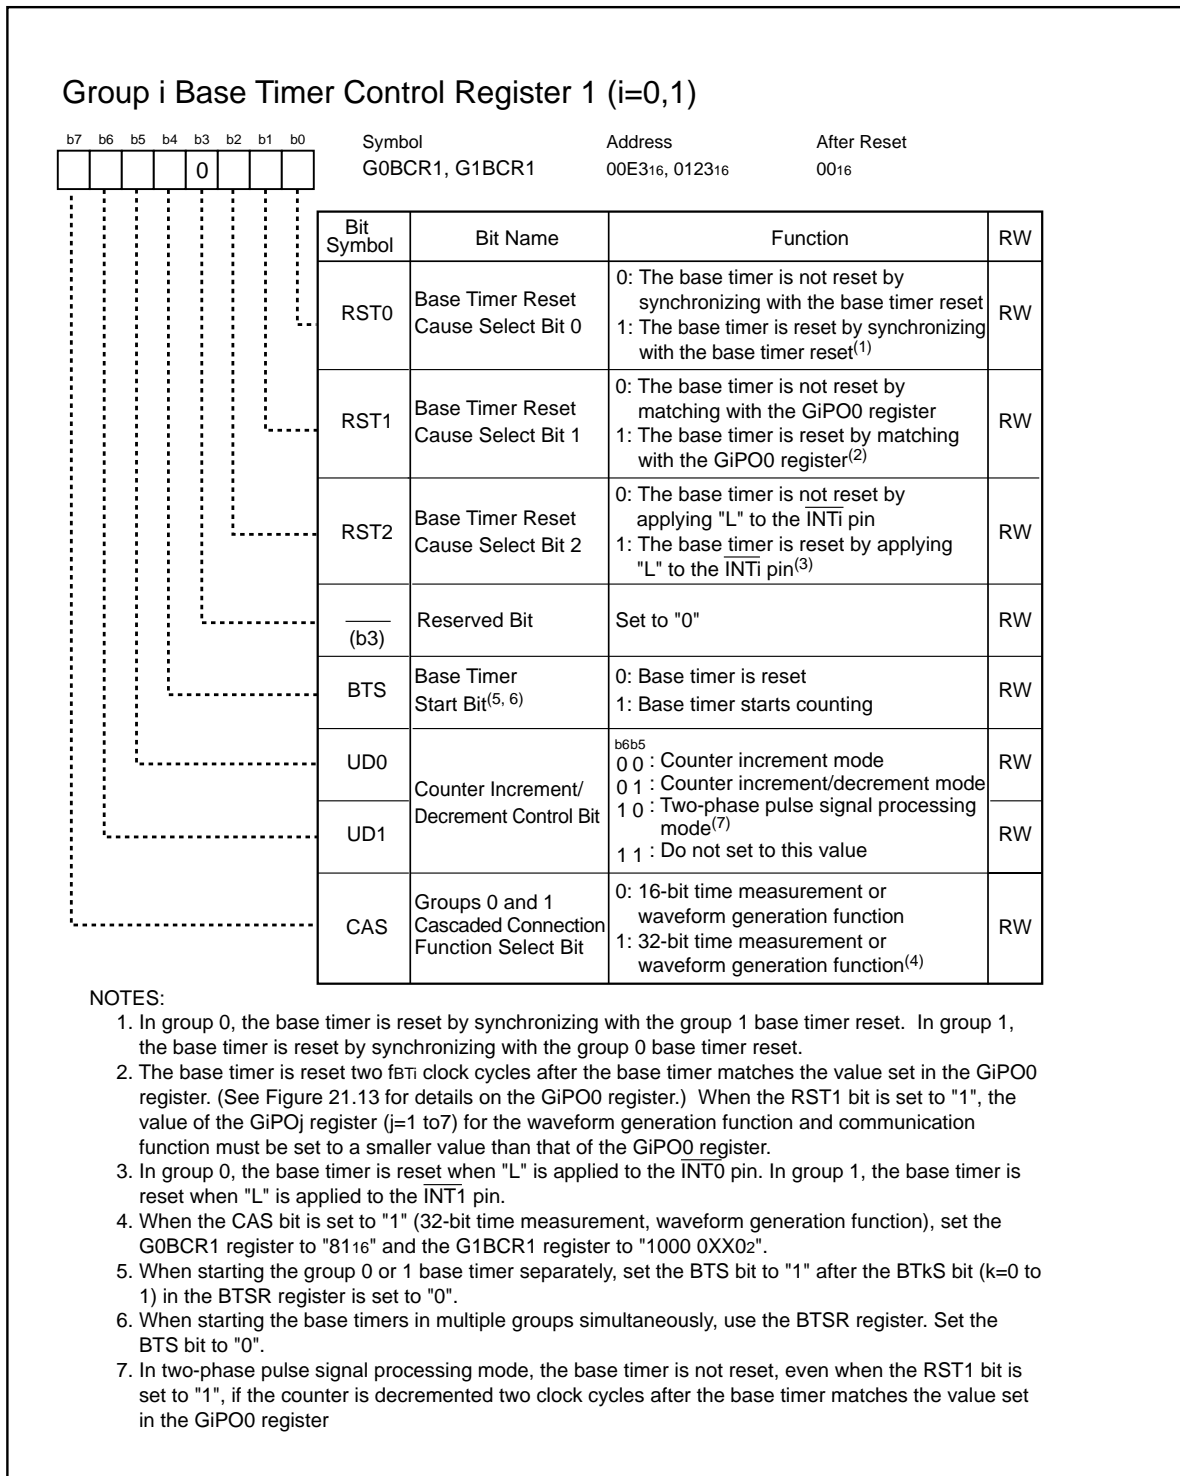 Group i Base Timer Control Register 1 (i=0,1)
b7 b6 b5 b4 b3 b2 b1 b0
0
Symbol Address After Reset
G0BCR1, G1BCR1 00E316, 012316 0016
Bit Symbol Bit Name Function RW
RST0
Base Timer Reset
Cause Select Bit 0
0: The base timer is not reset by
synchronizing with the base timer reset
1: The base timer is reset by synchronizing
with the base timer reset(1)
RW
RST1
Base Timer Reset
Cause Select Bit 1
0: The base timer is not reset by
matching with the GiPO0 register
1: The base timer is reset by matching
with the GiPO0 register(2)
RW
RST2
Base Timer Reset
Cause Select Bit 2
0: The base timer is not reset by
applying "L" to the INTi pin
1: The base timer is reset by applying
"L" to the INTi pin(3)
RW
(b3)
Reserved Bit
Set to "0"
RW
BTS
Base Timer
Start Bit(5, 6)
0: Base timer is reset
1: Base timer starts counting
RW
UD0
UD1
Counter Increment/
Decrement Control Bit
b6b5
0 0 : Counter increment mode
0 1 : Counter increment/decrement mode
1 0 : Two-phase pulse signal processing
mode(7)
1 1 : Do not set to this value
RW
RW
CAS
Groups 0 and 1
Cascaded Connection
Function Select Bit
0: 16-bit time measurement or
waveform generation function
1: 32-bit time measurement or
waveform generation function(4)
RW
NOTES:
1. In group 0, the base timer is reset by synchronizing with the group 1 base timer reset. In group 1,
the base timer is reset by synchronizing with the group 0 base timer reset.
2. The base timer is reset two fBTi clock cycles after the base timer matches the value set in the GiPO0
register. (See Figure 21.13 for details on the GiPO0 register.) When the RST1 bit is set to "1", the
value of the GiPOj register (j=1 to7) for the waveform generation function and communication
function must be set to a smaller value than that of the GiPO0 register.
3. In group 0, the base timer is reset when "L" is applied to the INT0 pin. In group 1, the base timer is
reset when "L" is applied to the INT1 pin.
4. When the CAS bit is set to "1" (32-bit time measurement, waveform generation function), set the
G0BCR1 register to "8116" and the G1BCR1 register to "1000 0XX02".
5. When starting the group 0 or 1 base timer separately, set the BTS bit to "1" after the BTkS bit (k=0 to
1) in the BTSR register is set to "0".
6. When starting the base timers in multiple groups simultaneously, use the BTSR register. Set the
BTS bit to "0".
7. In two-phase pulse signal processing mode, the base timer is not reset, even when the RST1 bit is
set to "1", if the counter is decremented two clock cycles after the base timer matches the value set
in the GiPO0 register